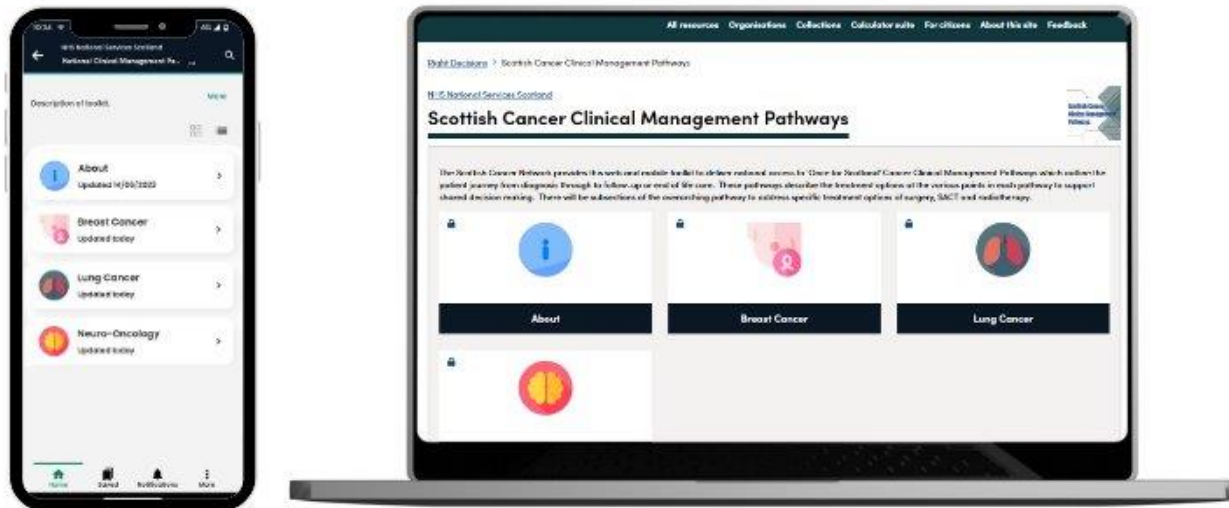 10:34
4G
NHS National Services Scotland
National Clinical Management Pa...
Description of toolkit.
More
About
Updated 14/09/2023
Breast Cancer
Updated today
Lung Cancer
Updated today
Neuro-Oncology
Updated today
Home Saved Notifications More
All resources Organisations Collections Calculator suite For citizens About this site Feedback
Right Decisions > Scottish Cancer Clinical Management Pathways
NHS National Services Scotland
Scottish Cancer Clinical Management Pathways
The Scottish Cancer Network provides this web and mobile toolkit to deliver national access to 'Once for Scotland' Cancer Clinical Management Pathways which outline the
patient journey from diagnosis through to follow-up or end of life care. These pathways describe the treatment options at the various points in each pathway to support
shared decision making. There will be subsections of the overarching pathway to address specific treatment options of surgery, SACT and radiotherapy.
About
Breast Cancer
Lung Cancer